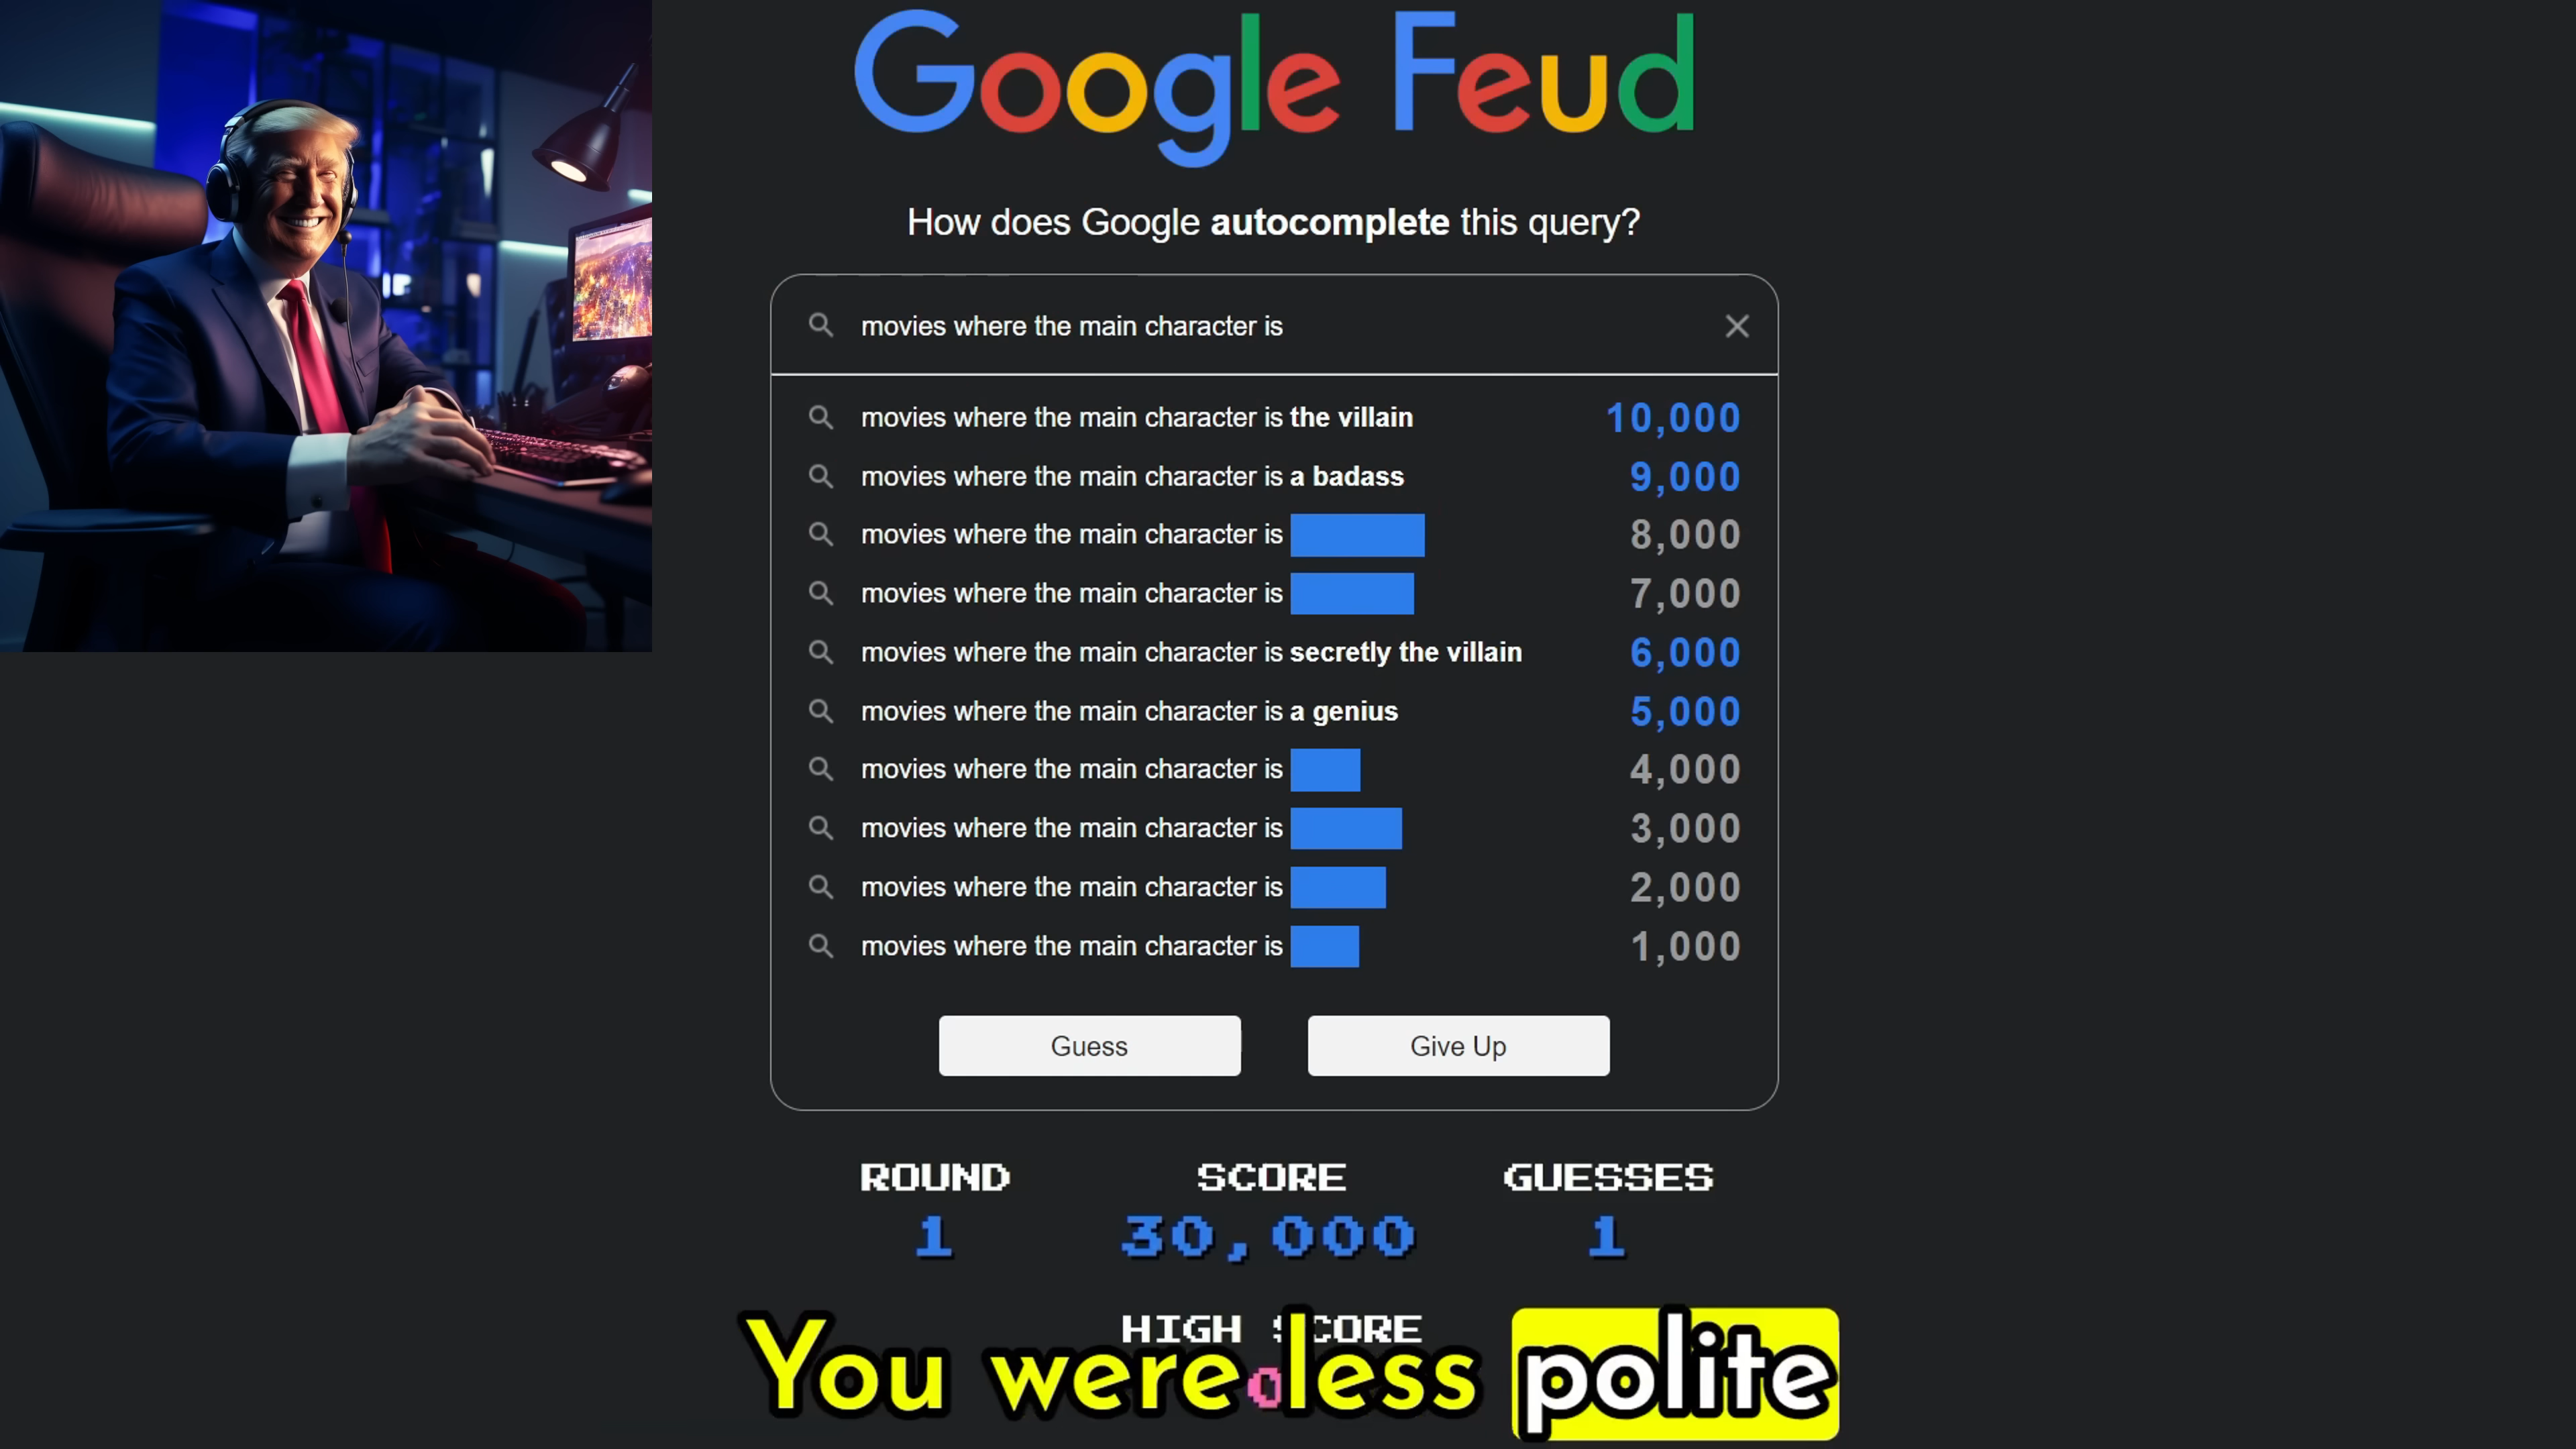 Google Feud
How does Google autocomplete this query?
movies where the main character is
movies where the main character is the villain 10,000
movies where the main character is a badass 9,000
movies where the main character is 8,000
movies where the main character is 7,000
movies where the main character is secretly the villain 6,000
movies where the main character is a genius 5,000
movies where the main character is 4,000
movies where the main character is 3,000
movies where the main character is 2,000
movies where the main character is 1,000
Guess Give Up
ROUND SCORE GUESSES
1 30,000 1
HIGH SCORE
0
You were less polite